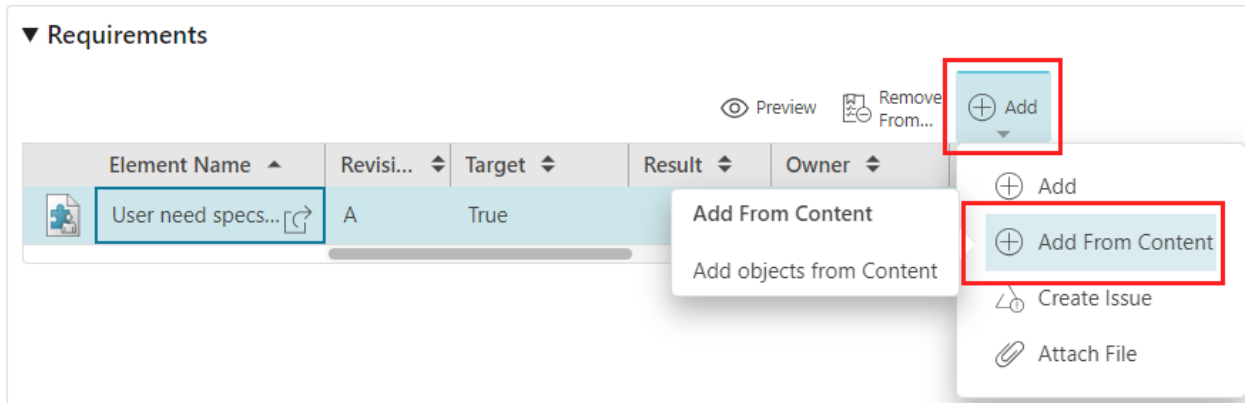 Requirements
Preview
Remove
From...
Add
Element Name
Revisi...
Target
Result
Owner
User need specs...
A
True
Add From Content
Add objects from Content
Add
Add From Content
Create Issue
Attach File